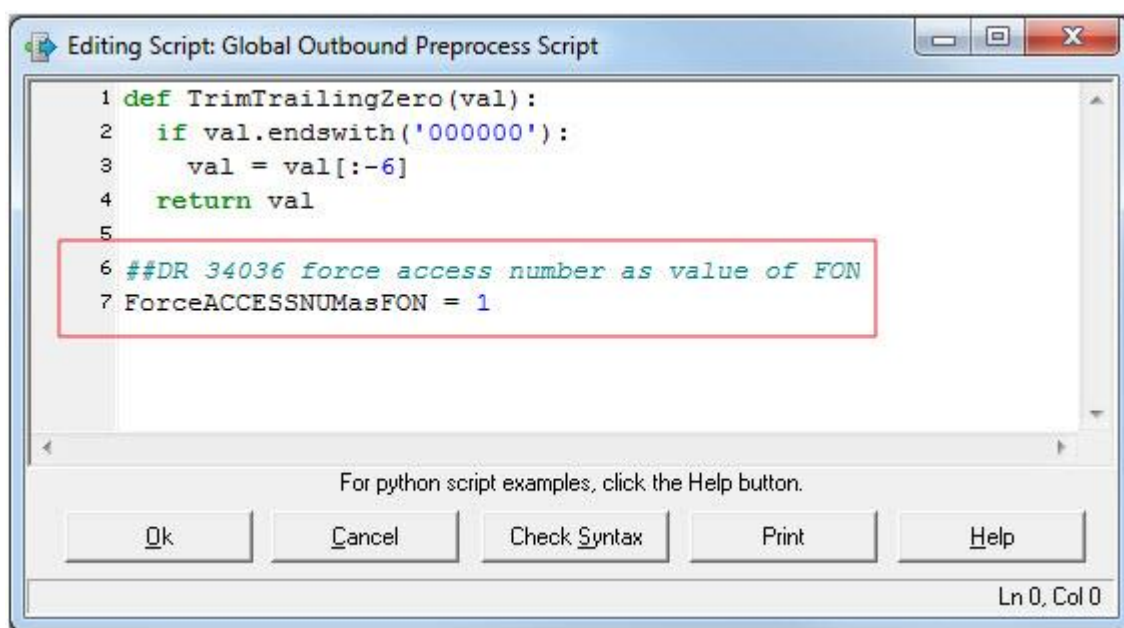 Editing Script: Global Outbound Preprocess Script
1 def TrimTrailingZero(val):
2   if val.endswith('000000'):
3     val = val[:-6]
4   return val
5
6 ##DR 34036 force access number as value of FON
7 ForceACCESSNUMasFON = 1
For python script examples, click the Help button.
Ok Cancel Check Syntax Print Help
Ln 0, Col 0